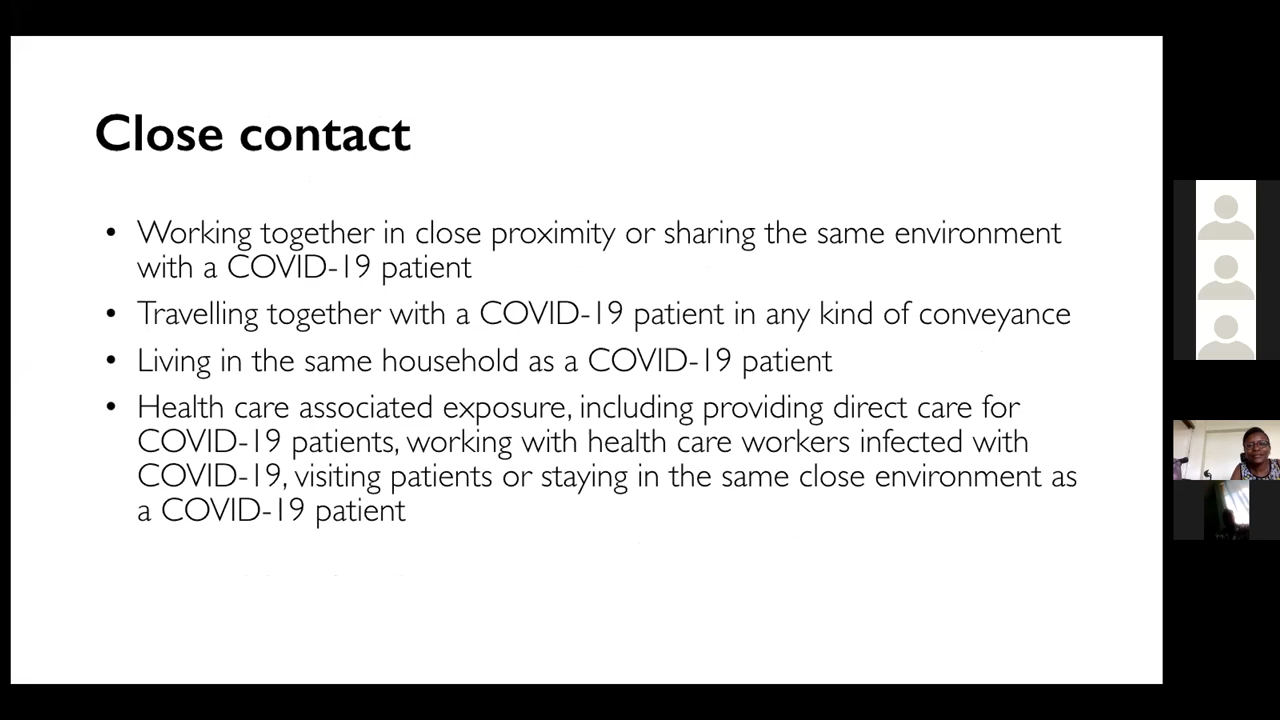 Close contact
• Working together in close proximity or sharing the same environment
with a COVID-19 patient
• Travelling together with a COVID-19 patient in any kind of conveyance
• Living in the same household as a COVID-19 patient
• Health care associated exposure, including providing direct care for
COVID-19 patients, working with health care workers infected with
COVID-19, visiting patients or staying in the same close environment as
a COVID-19 patient